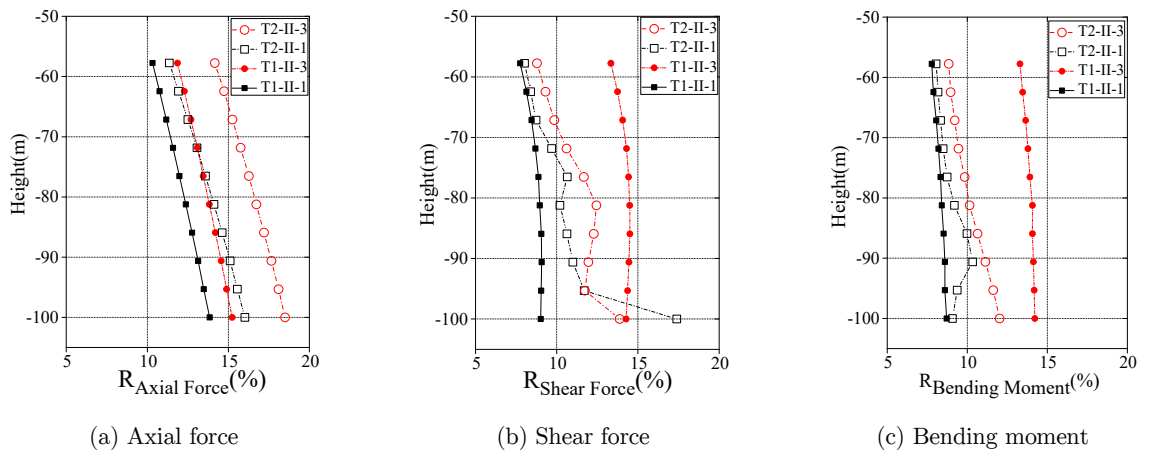 -50
-60
-70
-80
-90
-100
Height(m)
5 10 15 20
R Axial Force(%)
T2-II-3
T2-II-1
T1-II-3
T1-II-1
(a) Axial force
-50
-60
-70
-80
-90
-100
Height(m)
5 10 15 20
R Shear Force(%)
T2-II-3
T2-II-1
T1-II-3
T1-II-1
(b) Shear force
-50
-60
-70
-80
-90
-100
Height(m)
5 10 15 20
R Bending Moment(%)
T2-II-3
T2-II-1
T1-II-3
T1-II-1
(c) Bending moment